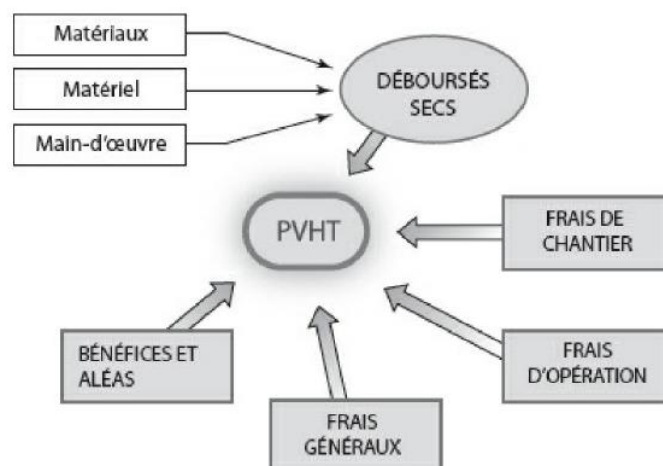 Matériaux
Matériel
Main-d'œuvre
DÉBOURSÉS
SECS
PVHT
FRAIS DE
CHANTIER
BÉNÉFICES ET
ALÉAS
FRAIS
D'OPÉRATION
FRAIS
GÉNÉRAUX